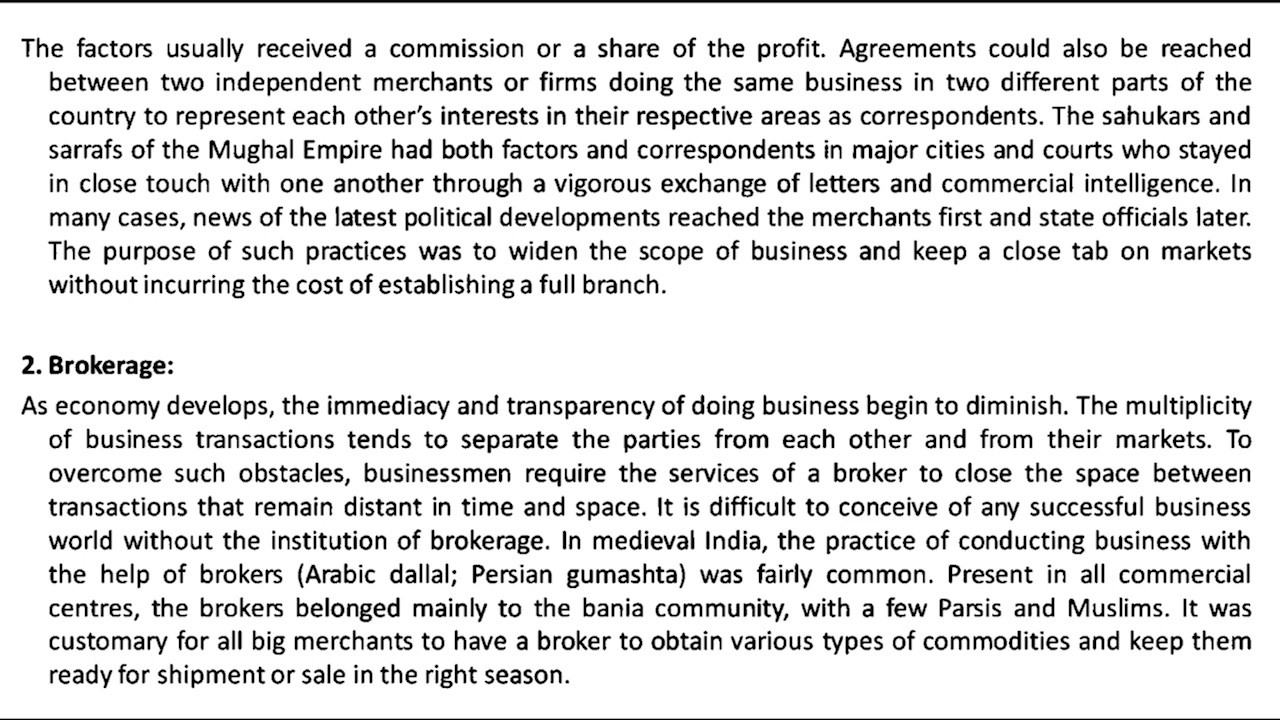 The factors usually received a commission or a share of the profit. Agreements could also be reached
between two independent merchants or firms doing the same business in two different parts of the
country to represent each other's interests in their respective areas as correspondents. The sahukars and
sarrafs of the Mughal Empire had both factors and correspondents in major cities and courts who stayed
in close touch with one another through a vigorous exchange of letters and commercial intelligence. In
many cases, news of the latest political developments reached the merchants first and state officials later.
The purpose of such practices was to widen the scope of business and keep a close tab on markets
without incurring the cost of establishing a full branch.
2. Brokerage:
As economy develops, the immediacy and transparency of doing business begin to diminish. The multiplicity
of business transactions tends to separate the parties from each other and from their markets. To
overcome such obstacles, businessmen require the services of a broker to close the space between
transactions that remain distant in time and space. It is difficult to conceive of any successful business
world without the institution of brokerage. In medieval India, the practice of conducting business with
the help of brokers (Arabic dallal; Persian gumashta) was fairly common. Present in all commercial
centres, the brokers belonged mainly to the bania community, with a few Parsis and Muslims. It was
customary for all big merchants to have a broker to obtain various types of commodities and keep them
ready for shipment or sale in the right season.